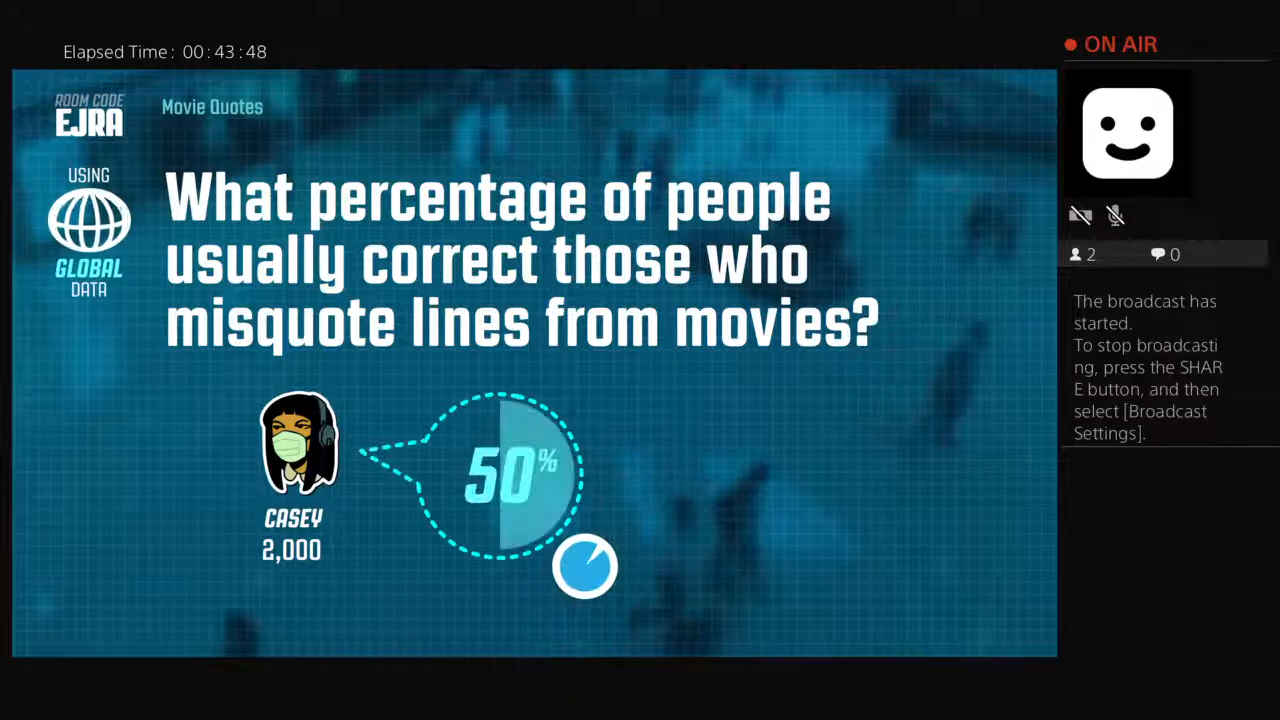 Elapsed Time: 00:43:48
ON AIR
ROOM CODE
EJRA
Movie Quotes
USING
GLOBAL
DATA
What percentage of people
usually correct those who
misquote lines from movies?
50%
CASEY
2,000
2
0
The broadcast has
started.
To stop broadcasti
ng, press the SHAR
E button, and then
select [Broadcast
Settings].